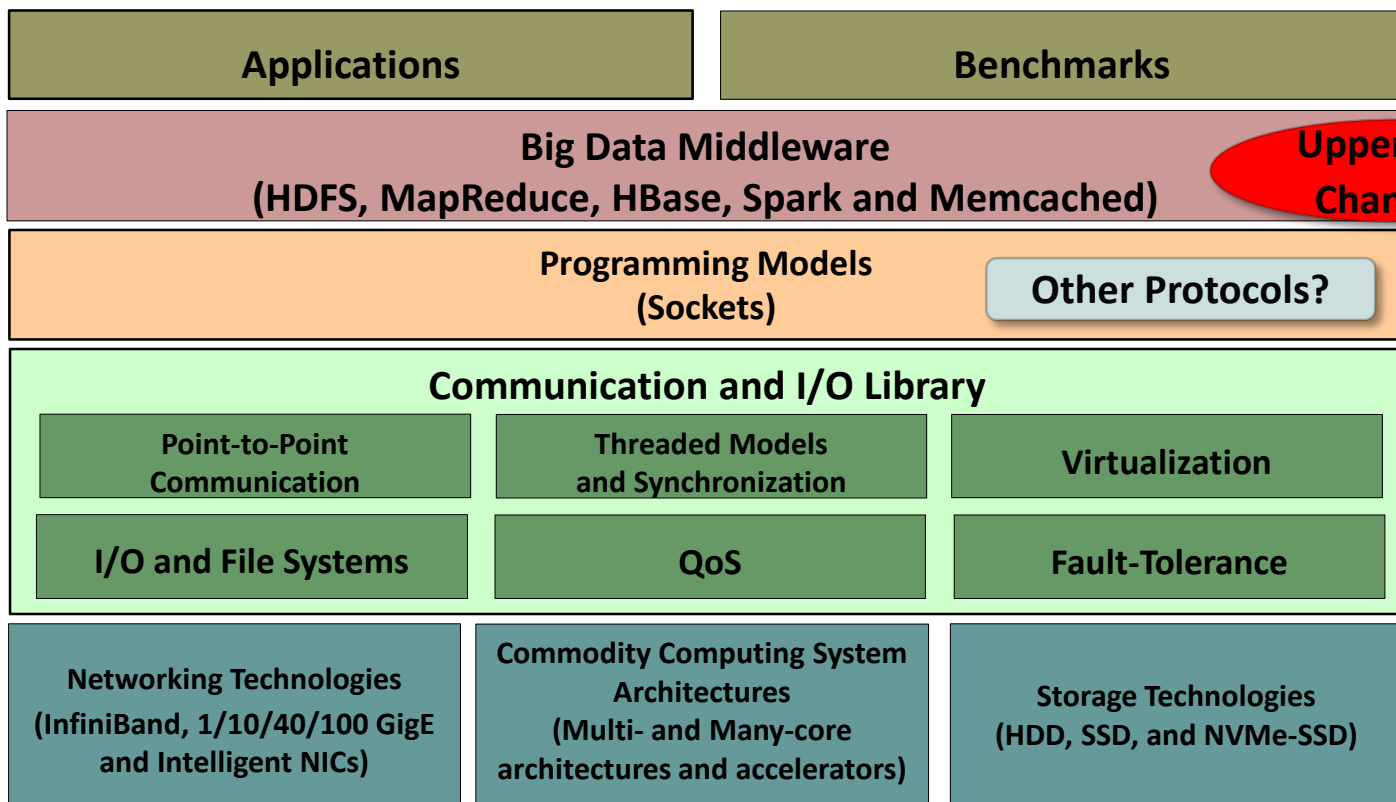 Applications
Benchmarks
Big Data Middleware
(HDFS, MapReduce, HBase, Spark and Memcached)
Upper
Programming Models
(Sockets)
Other Protocols?
Communication and I/O Library
Point-to-Point
Communication
Threaded Models
and Synchronization
Virtualization
I/O and File Systems
QoS
Fault-Tolerance
Networking Technologies
(InfiniBand, 1/10/40/100 GigE
and Intelligent NICs)
Commodity Computing System
Architectures
(Multi- and Many-core
architectures and accelerators)
Storage Technologies
(HDD, SSD, and NVMe-SSD)